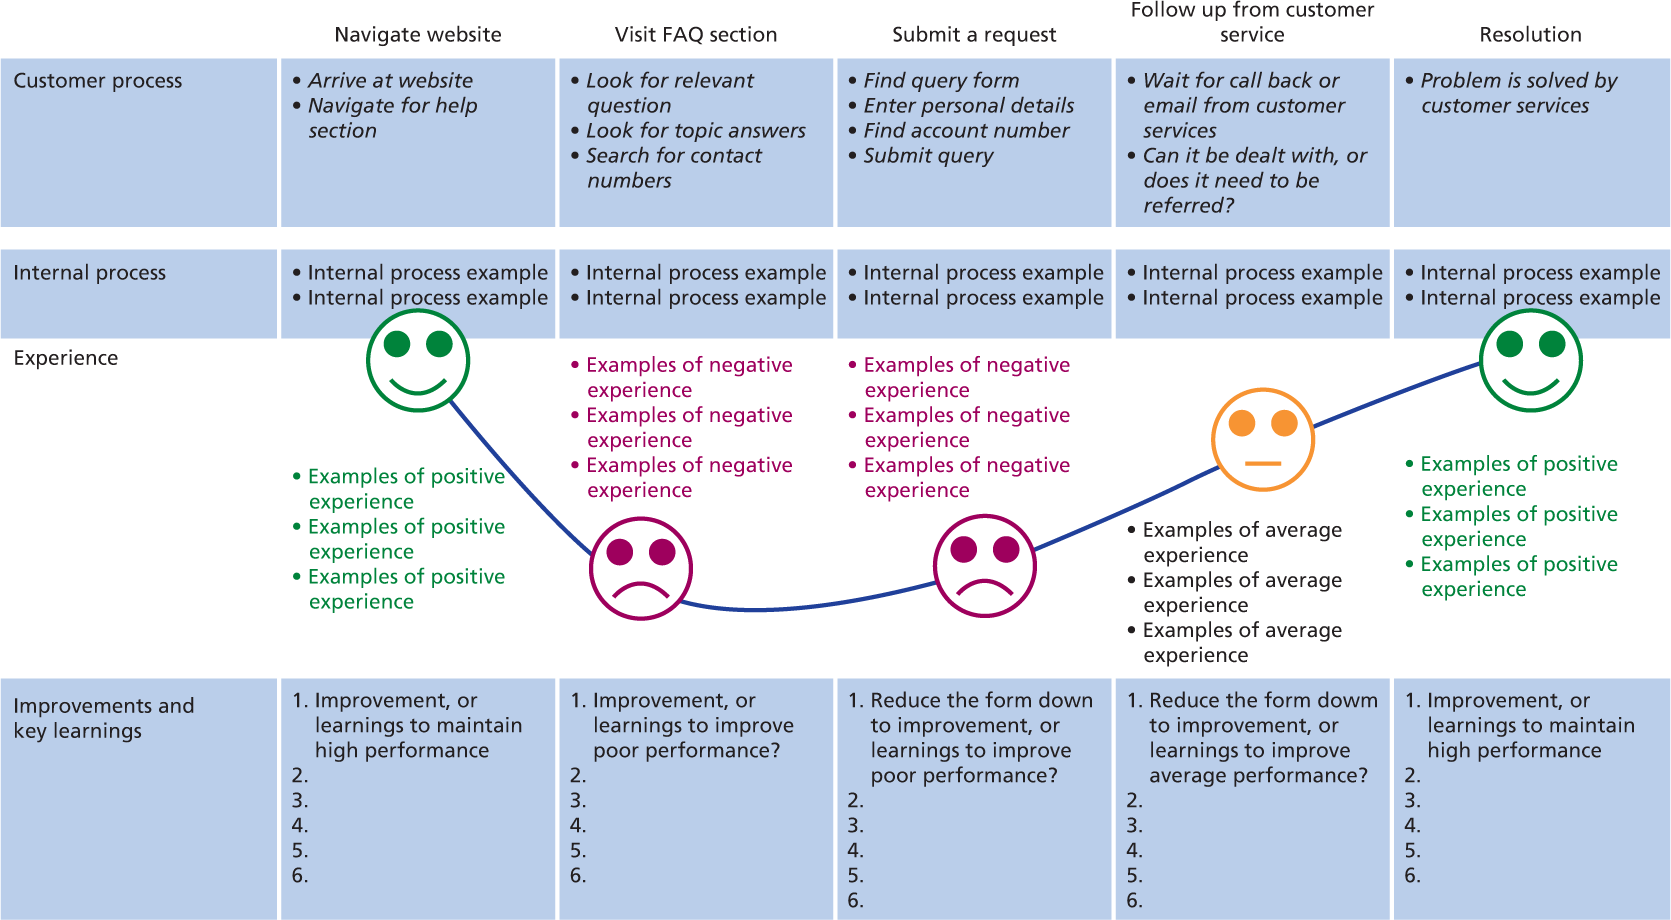 Navigate website
Visit FAQ section
Submit a request
Follow up from customer
service
Resolution
Customer process
• Arrive at website
• Navigate for help
section
• Look for relevant
question
• Look for topic answers
• Search for contact
numbers
• Find query form
• Enter personal details
• Find account number
• Submit query
• Wait for call back or
email from customer
services
• Can it be dealt with, or
does it need to be
referred?
• Problem is solved by
customer services
Internal process
• Internal process example
• Internal process example
• Internal process example
• Internal process example
• Internal process example
• Internal process example
• Internal process example
• Internal process example
• Internal process example
• Internal process example
Experience
• Examples of positive
experience
• Examples of positive
experience
• Examples of positive
experience
• Examples of negative
experience
• Examples of negative
experience
• Examples of negative
experience
• Examples of negative
experience
• Examples of negative
experience
• Examples of negative
experience
• Examples of average
experience
• Examples of average
experience
• Examples of average
experience
• Examples of positive
experience
• Examples of positive
experience
• Examples of positive
experience
Improvements and
key learnings
1. Improvement, or
learnings to maintain
high performance
2.
3.
4.
5.
6.
1. Improvement, or
learnings to improve
poor performance?
2.
3.
4.
5.
6.
1. Reduce the form down
to improvement, or
learnings to improve
poor performance?
2.
3.
4.
5.
6.
1. Reduce the form dowm
to improvement, or
learnings to improve
average performance?
2.
3.
4.
5.
6.
1. Improvement, or
learnings to maintain
high performance
2.
3.
4.
5.
6.